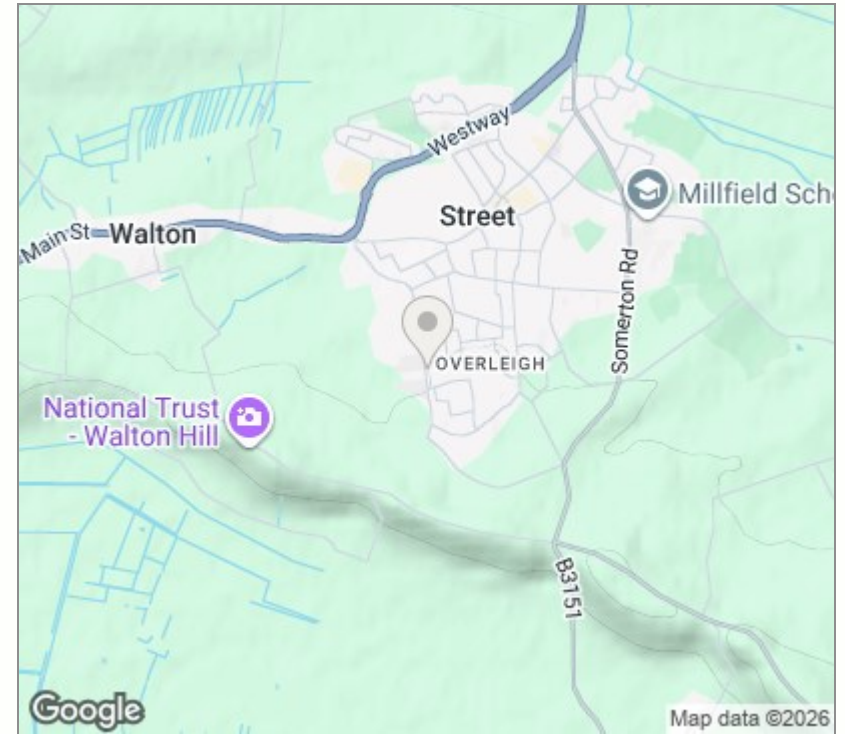 Westway
Millfield Sch
Street
Main St
Walton
Somerton Rd
OVERLEIGH
National Trust
- Walton Hill
B3151
Google
Map data ©2026